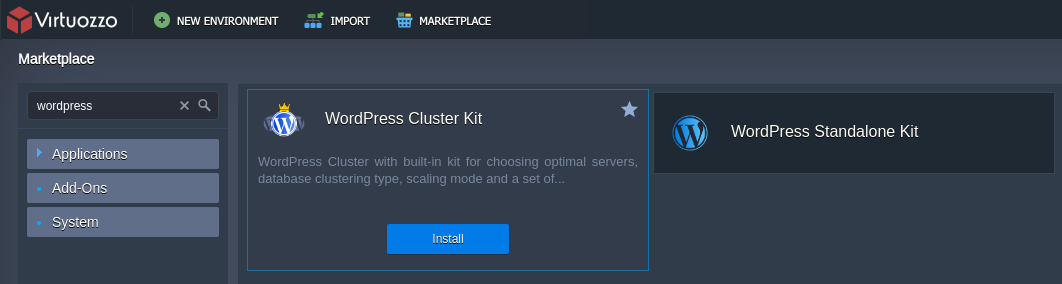 Virtuozzo NEW ENVIRONMENT IMPORT MARKETPLACE
Marketplace
wordpress
Applications
Add-Ons
System
WordPress Cluster Kit
WordPress Cluster with built-in kit for choosing optimal servers,
database clustering type, scaling mode and a set of...
Install
WordPress Standalone Kit